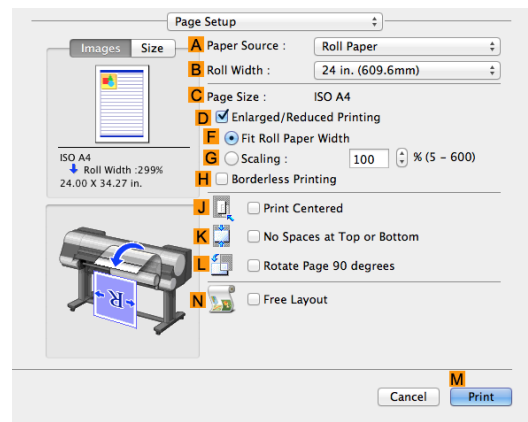 Page Setup
Images Size
A Paper Source : Roll Paper
B Roll Width : 24 in. (609.6mm)
C Page Size : ISO A4
D Enlarged/Reduced Printing
F Fit Roll Paper Width
G Scaling : 100 % (5 - 600)
H Borderless Printing
ISO A4
Roll Width :299%
24.00 X 34.27 in.
J Print Centered
K No Spaces at Top or Bottom
L Rotate Page 90 degrees
R
N Free Layout
M
Cancel Print